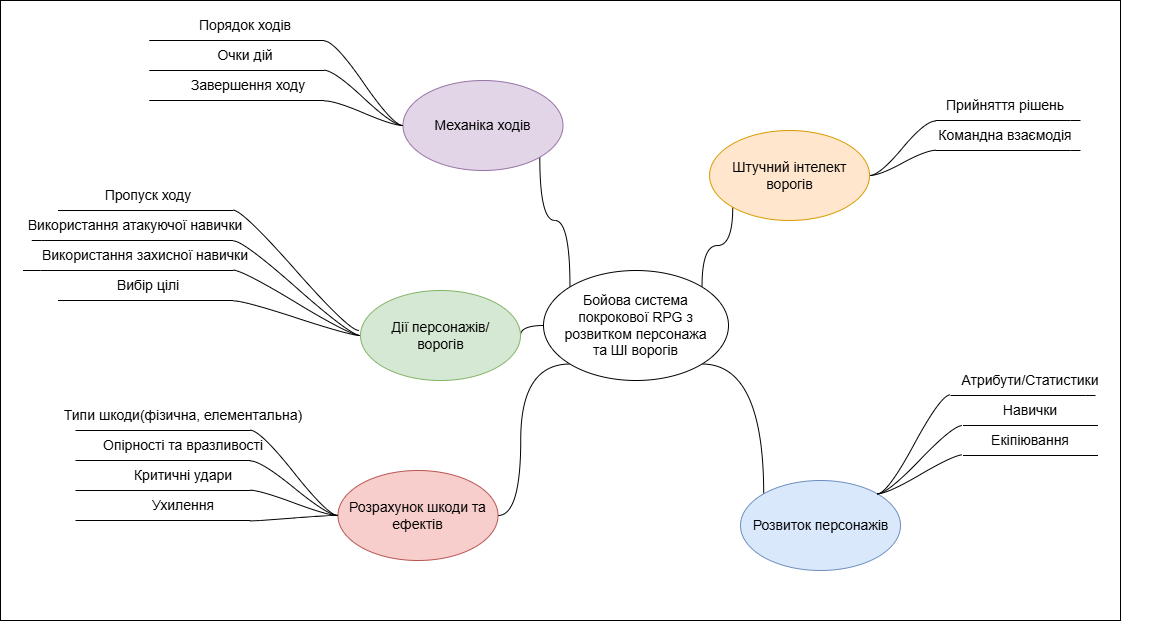 Порядок ходів
Очки дій
Завершення ходу
Механіка ходів
Прийняття рішень
Командна взаємодія
Штучний інтелект
ворогів
Пропуск ходу
Використання атакуючої навички
Використання захисної навички
Вибір цілі
Дії персонажів/
ворогів
Бойова система
покрокової RPG з
розвитком персонажа
та ШІ ворогів
Типи шкоди(фізична, елементальна)
Опірності та вразливості
Критичні удари
Ухилення
Розрахунок шкоди та
ефектів
Атрибути/Статистики
Навички
Екіпіювання
Розвиток персонажів